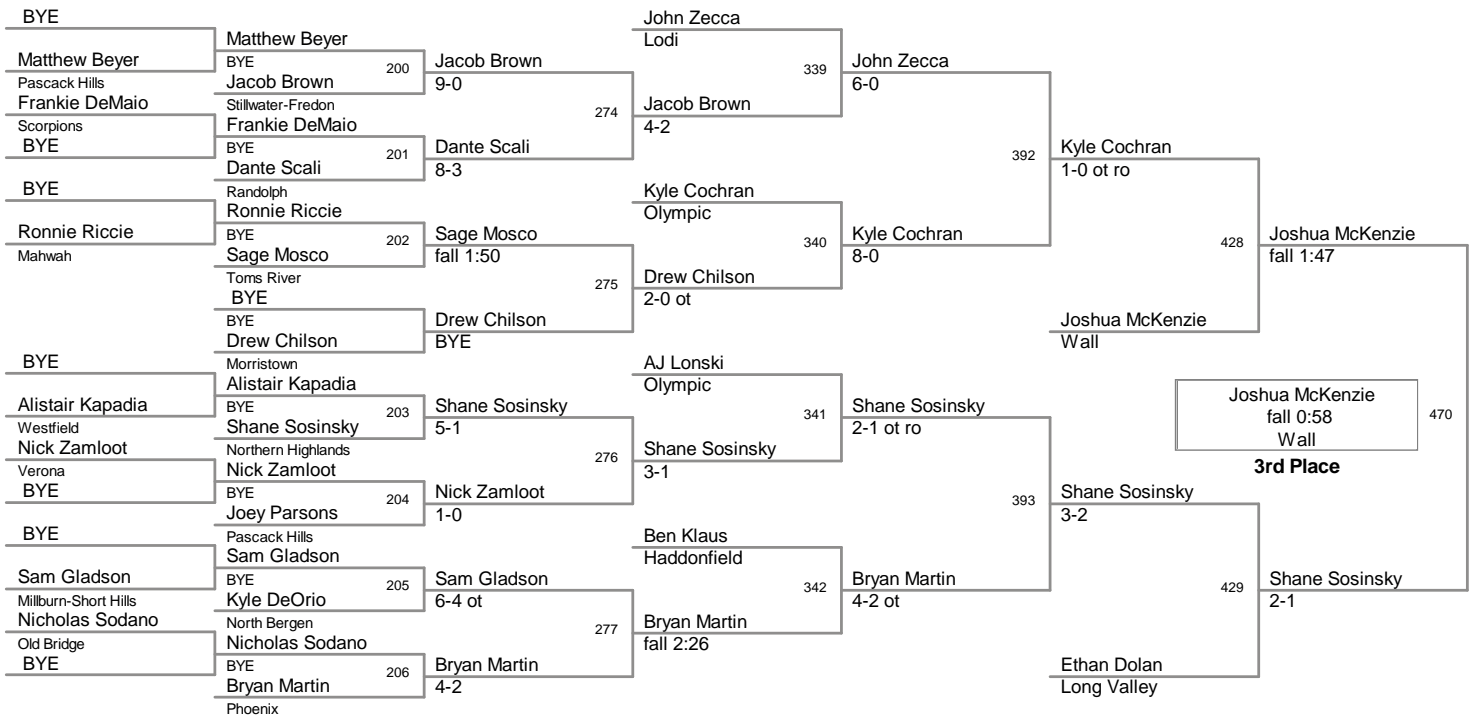 BYE
Matthew Beyer
Pascack Hills
Frankie DeMaio
Scorpions
BYE
BYE
Ronnie Riccie
Mahwah
BYE
Alistair Kapadia
Westfield
Nick Zamloot
Verona
BYE
BYE
Sam Gladson
Millburn-Short Hills
Nicholas Sodano
Old Bridge
BYE
Matthew Beyer
BYE
200
Jacob Brown
Stillwater-Fredon
Frankie DeMaio
BYE
201
Dante Scali
Randolph
Ronnie Riccie
BYE
202
Sage Mosco
Toms River
BYE
BYE
Drew Chilson
Morristown
Alistair Kapadia
BYE
203
Shane Sosinsky
Northern Highlands
Nick Zamloot
BYE
204
Joey Parsons
Pascack Hills
Sam Gladson
BYE
205
Kyle DeOrio
North Bergen
Nicholas Sodano
BYE
206
Bryan Martin
Phoenix
Jacob Brown
9-0
274
Dante Scali
8-3
Sage Mosco
fall 1:50
275
Drew Chilson
BYE
Shane Sosinsky
5-1
276
Nick Zamloot
1-0
Sam Gladson
6-4 ot
277
Bryan Martin
4-2
John Zecca
Lodi
339
Jacob Brown
4-2
Kyle Cochran
Olympic
340
Drew Chilson
2-0 ot
AJ Lonski
Olympic
341
Shane Sosinsky
3-1
Ben Klaus
Haddonfield
342
Bryan Martin
fall 2:26
John Zecca
6-0
392
Kyle Cochran
8-0
Shane Sosinsky
2-1 ot ro
393
Bryan Martin
4-2 ot
Kyle Cochran
1-0 ot ro
428
Joshua McKenzie
Wall
Shane Sosinsky
3-2
429
Ethan Dolan
Long Valley
Joshua McKenzie
fall 1:47
Joshua McKenzie
fall 0:58
Wall
3rd Place
470
Shane Sosinsky
2-1